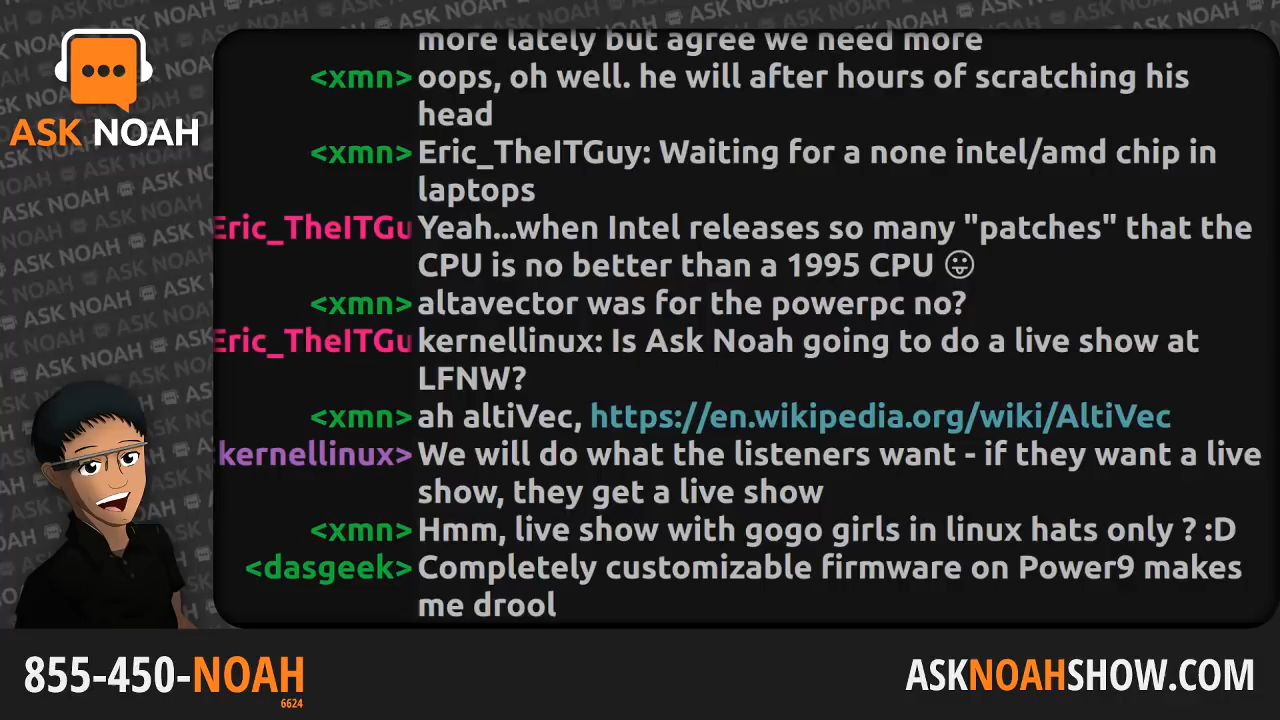 ASK NOAH
more lately but agree we need more
<xmn> oops, oh well. he will after hours of scratching his
head
<xmn> Eric_TheITGuy: Waiting for a none intel/amd chip in
laptops
Eric_TheITGu Yeah...when Intel releases so many "patches" that the
CPU is no better than a 1995 CPU 😜
<xmn> altavector was for the powerpc no?
Eric_TheITGu kernellinux: Is Ask Noah going to do a live show at
LFNW?
<xmn> ah altiVec, https://en.wikipedia.org/wiki/AltiVec
kernellinux> We will do what the listeners want - if they want a live
show, they get a live show
<xmn> Hmm, live show with gogo girls in linux hats only ? :D
<dasgeek> Completely customizable firmware on Power9 makes
me drool
855-450-NOAH
6624
ASKNOAHSHOW.COM